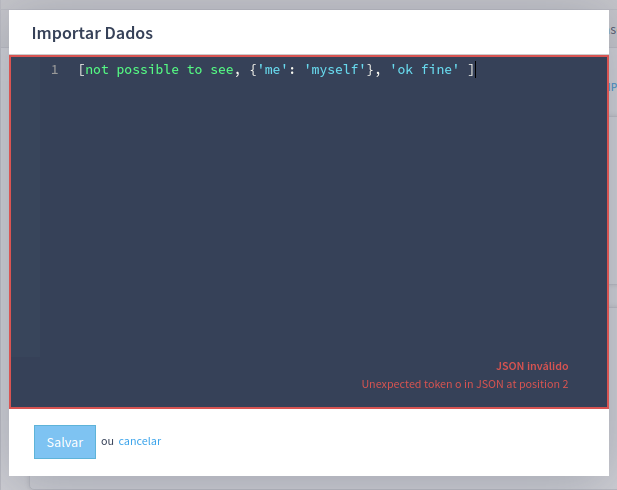 Importar Dados
S
1 [not possible to see, {'me': 'myself'}, 'ok fine' ]
IP
JSON inválido
Unexpected token o in JSON at position 2
Salvar ou cancelar